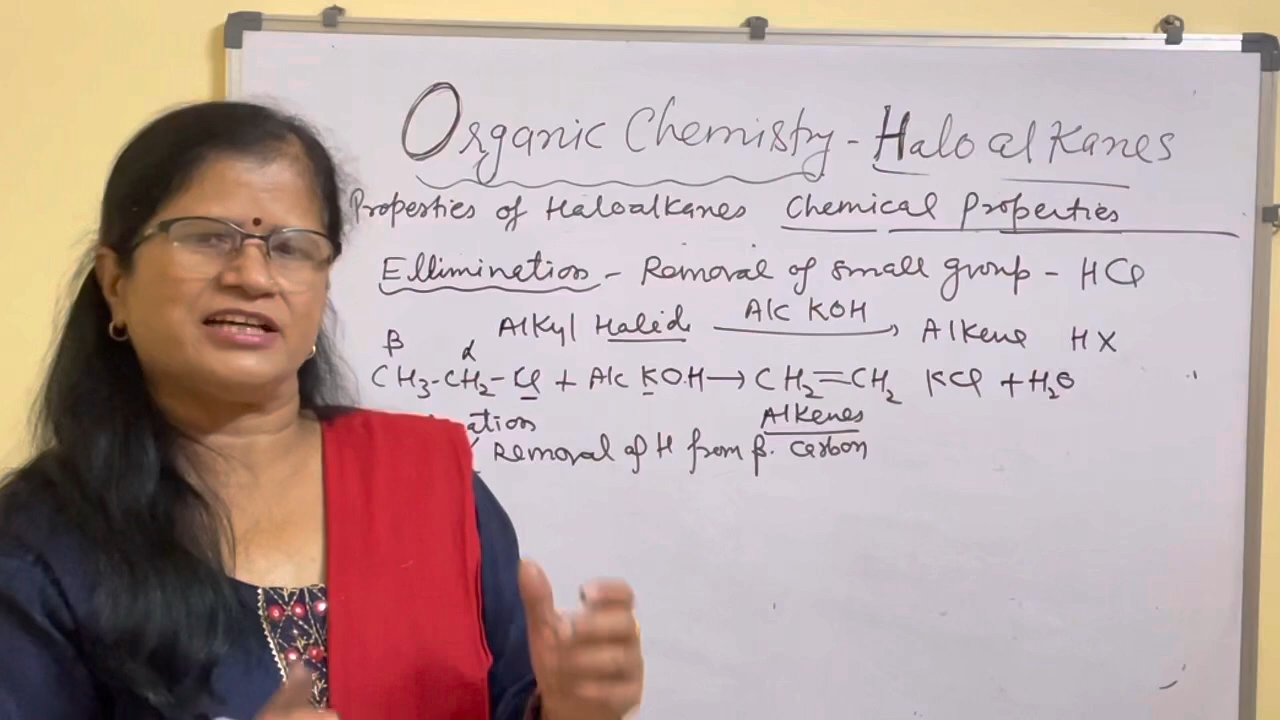 Organic Chemistry - Haloalkanes
Properties of Haloalkanes Chemical Properties
Ellimination - Removal of small group - HCl
Alkyl Halide Alc KOH → Alkene HX
β α
CH₃-CH₂-Cl + Alc KOH → CH₂=CH₂ KCl + H₂O
ation Alkenes
Removal of H from β. Carbon